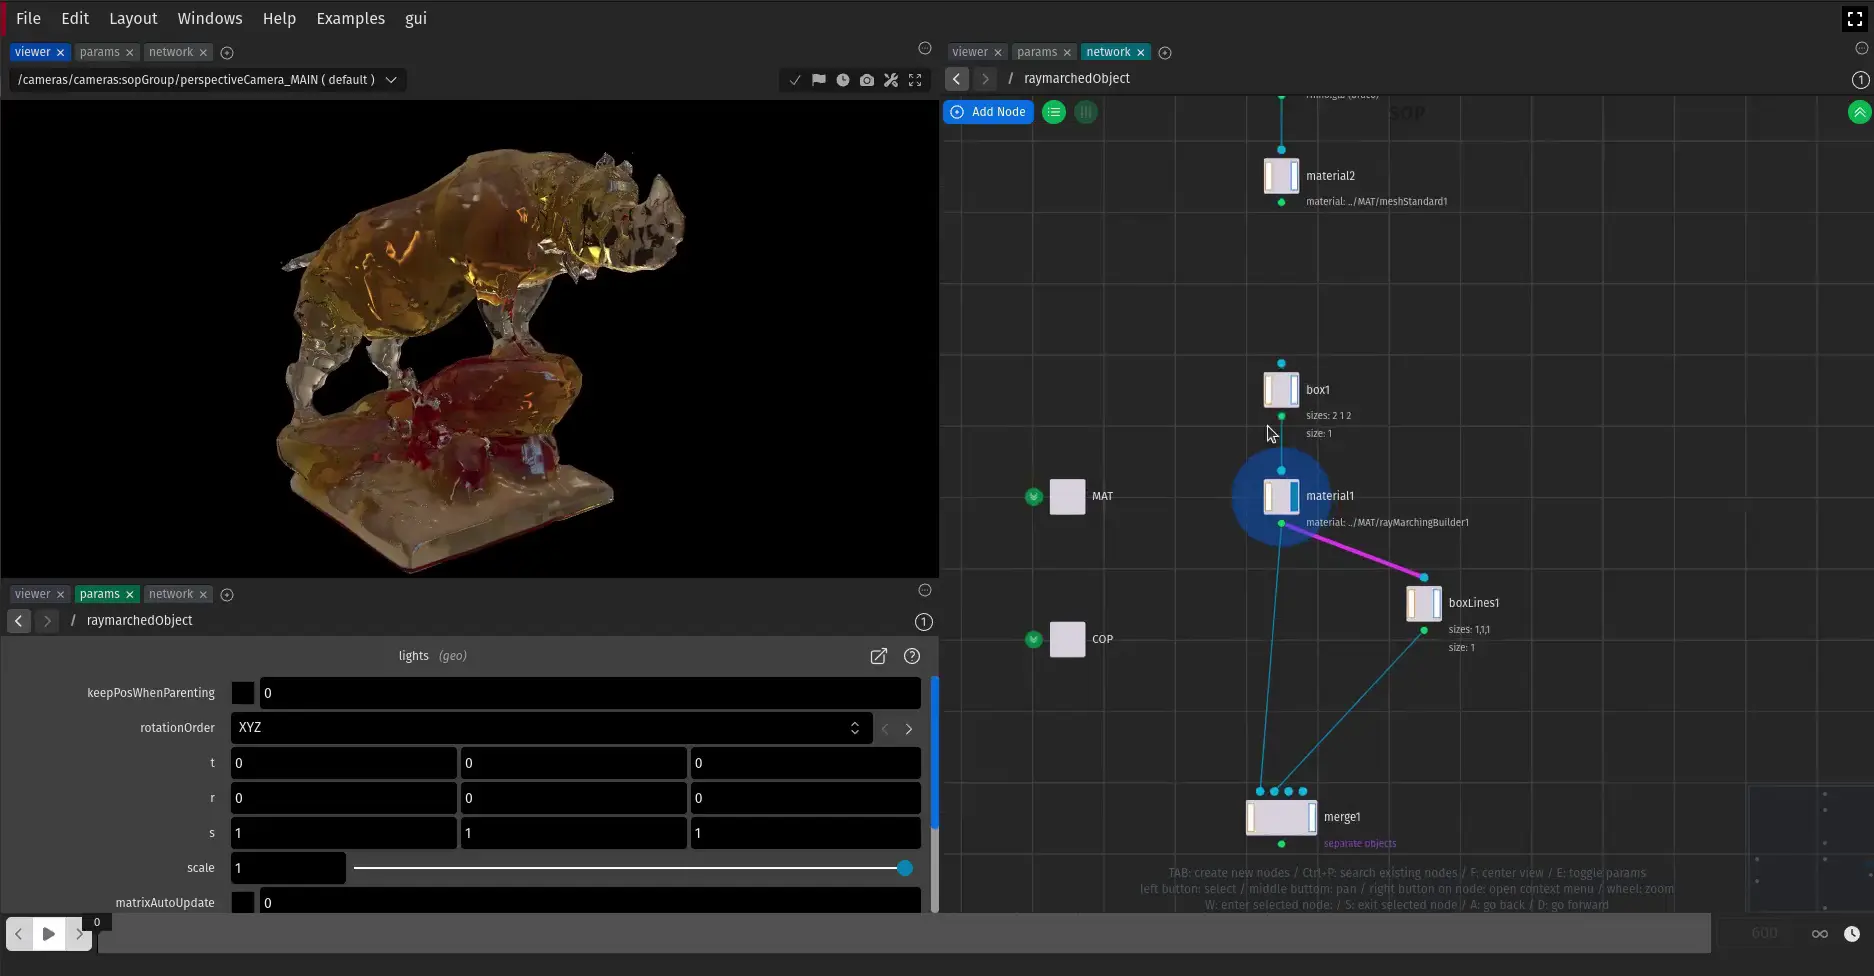 File Edit Layout Windows Help Examples gui
viewer × params × network ×
/cameras/cameras:sopGroup/perspectiveCamera_MAIN ( default )
viewer × params × network ×
/ raymarchedObject
lights (geo)
keepPosWhenParenting 0
rotationOrder XYZ
t 0 0 0
r 0 0 0
s 1 1 1
scale 1
matrixAutoUpdate 0
viewer × params × network ×
/ raymarchedObject
1
Add Node
SOP
material2
material: ../MAT/meshStandard1
box1
sizes: 2 1 2
size: 1
MAT
material1
material: ../MAT/rayMarchingBuilder1
boxLines1
sizes: 1,1,1
size: 1
COP
merge1
separate objects
TAB: create new nodes / Ctrl+P: search existing nodes / F: center view / E: toggle params
left button: select / middle buttom: pan / right button on node: open context menu / wheel: zoom
W: enter selected node: / S: exit selected node / A: go back / D: go forward
1
0
600